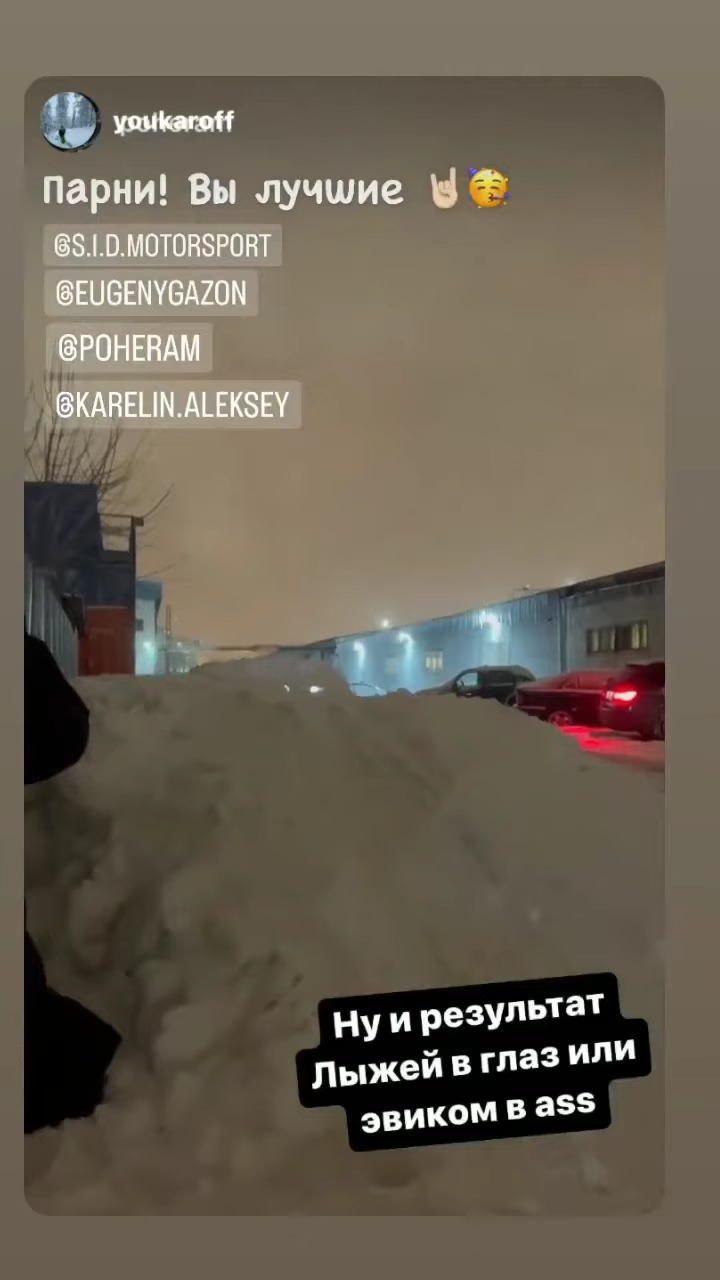 youkaroff
Парни! Вы лучшие 🤘🏻🥳
@S.I.D.MOTORSPORT
@EUGENYGAZON
@POHERAM
@KARELIN.ALEKSEY
Ну и результат
Лыжей в глаз или
эвиком в ass